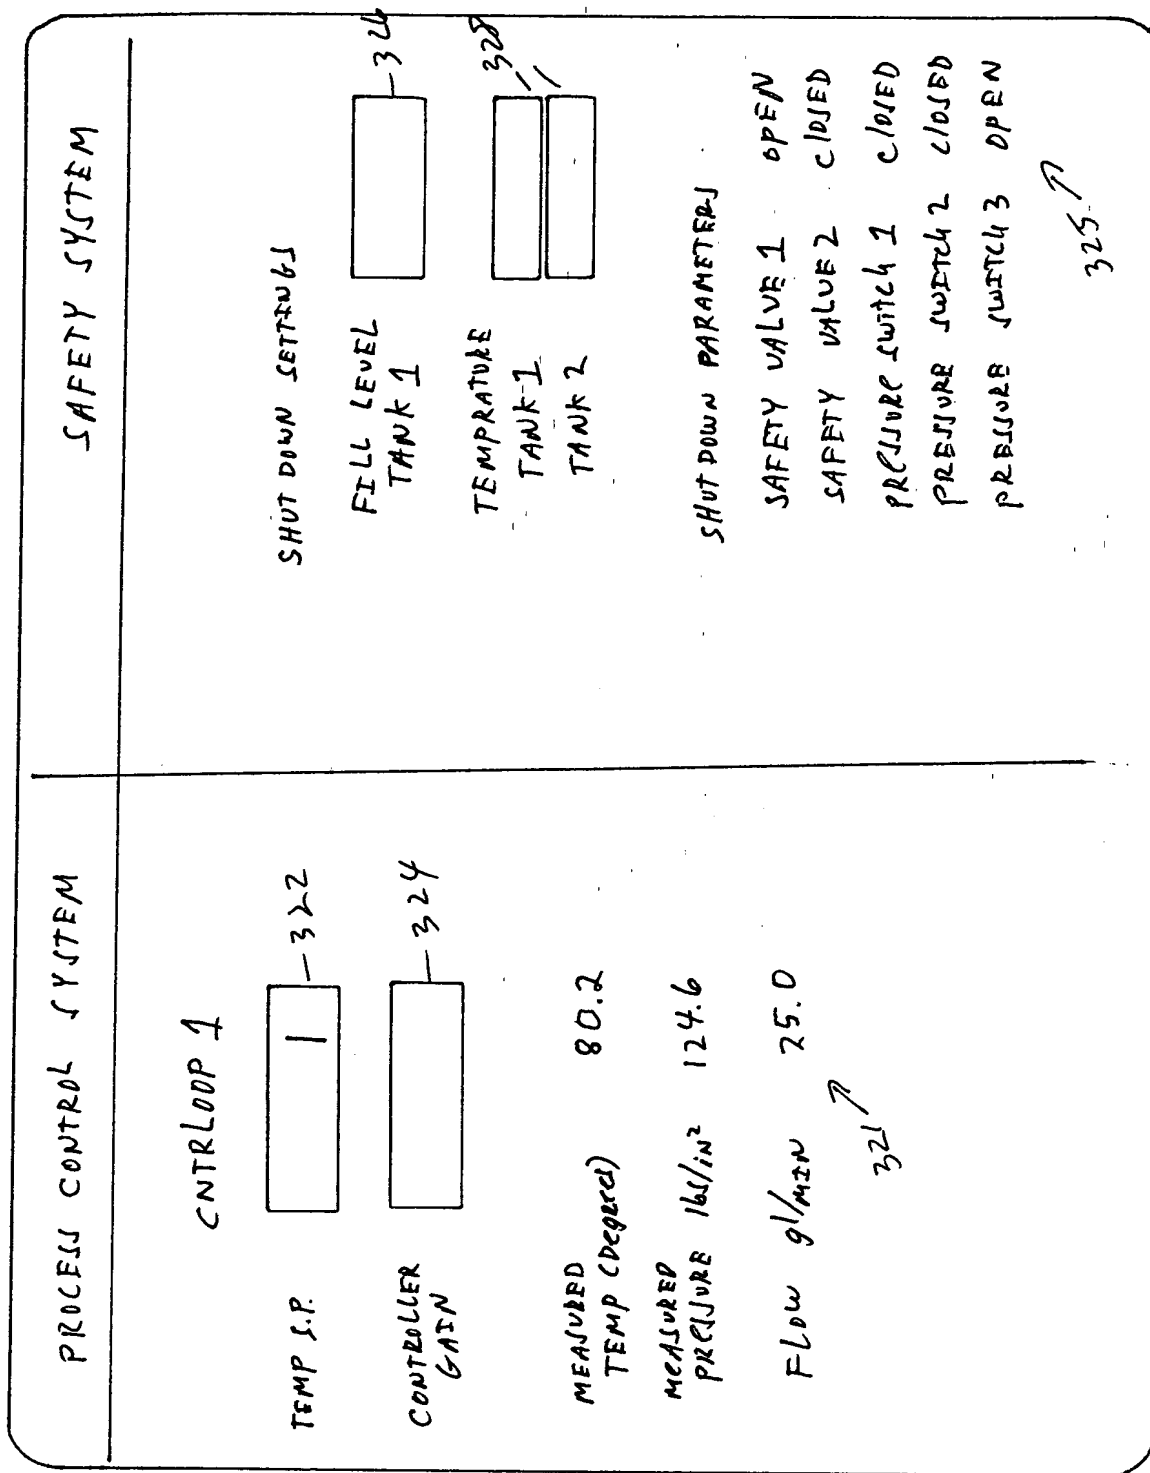 PROCESS CONTROL SYSTEM
CNTRLOOP 1
TEMP S.P. 322
CONTROLLER
GAIN 324
MEASURED
TEMP (Degrees) 80.2
MEASURED
PRESSURE lbs/in² 124.6
FLOW gl/MIN 25.0
321
SAFETY SYSTEM
SHUT DOWN SETTINGS
FILL LEVEL
TANK 1 326
TEMPRATURE 328
TANK-1
TANK 2
SHUT DOWN PARAMETERS
SAFETY VALVE 1 OPEN
SAFETY VALVE 2 CLOSED
PRESSURE SWITCH 1 CLOSED
PRESSURE SWITCH 2 CLOSED
PRESSURE SWITCH 3 OPEN
325